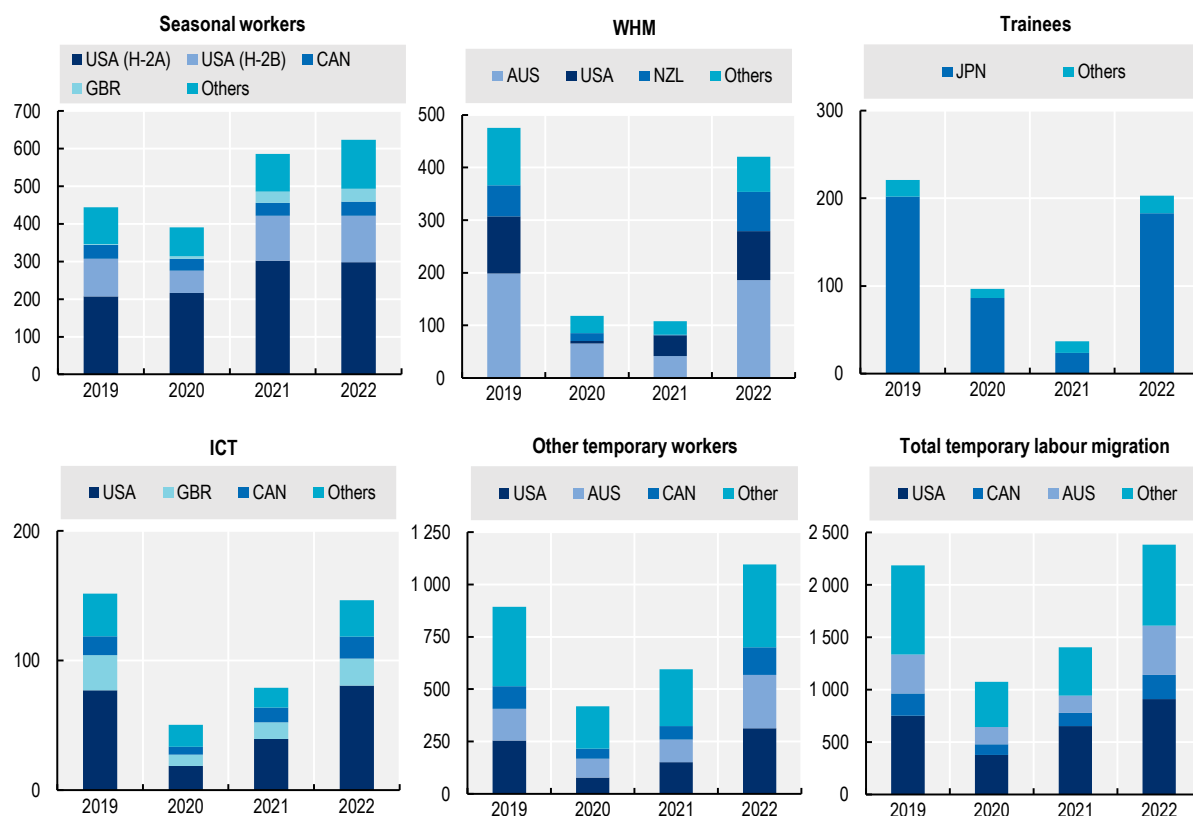 Seasonal workers
USA (H-2A) USA (H-2B) CAN
GBR Others
700
600
500
400
300
200
100
0
2019 2020 2021 2022
WHM
AUS USA NZL Others
500
400
300
200
100
0
2019 2020 2021 2022
Trainees
JPN Others
300
200
100
0
2019 2020 2021 2022
ICT
USA GBR CAN Others
200
100
0
2019 2020 2021 2022
Other temporary workers
USA AUS CAN Other
1 250
1 000
750
500
250
0
2019 2020 2021 2022
Total temporary labour migration
USA CAN AUS Other
2 500
2 000
1 500
1 000
500
0
2019 2020 2021 2022